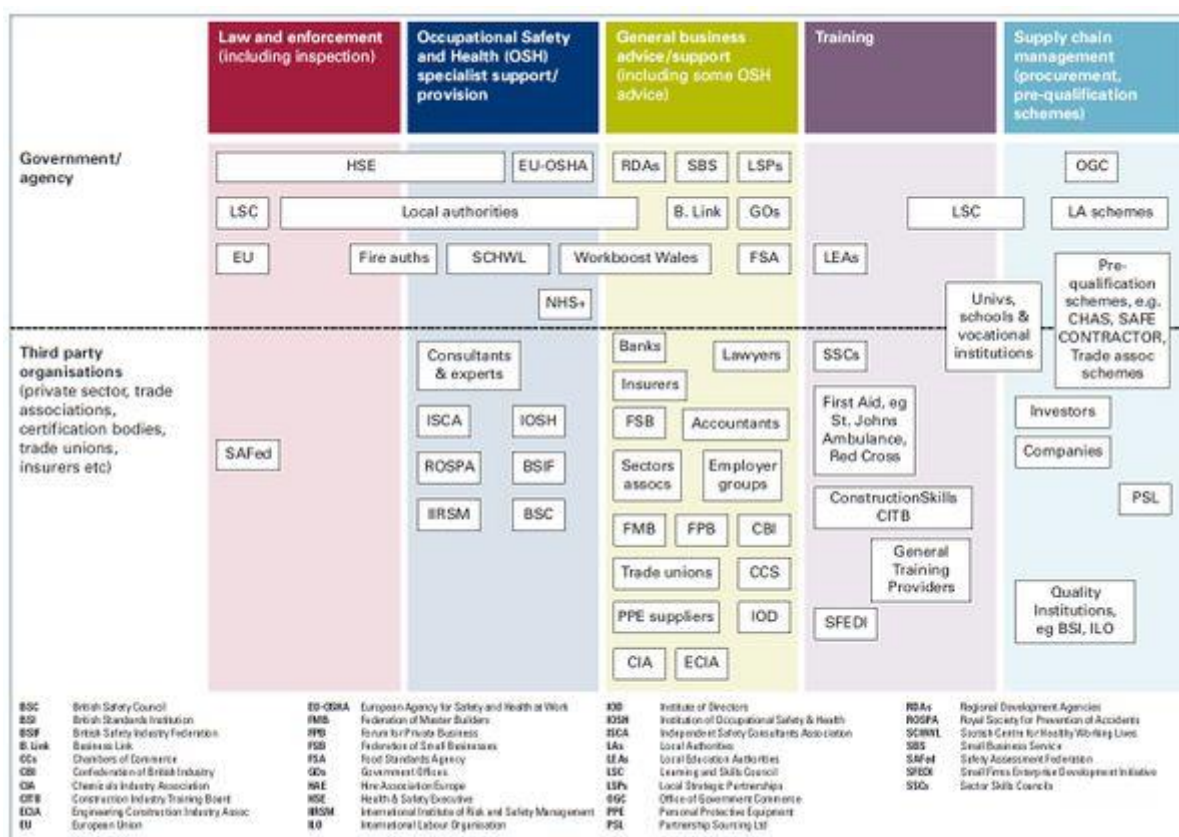 Law and enforcement
(including inspection)
Occupational Safety
and Health (OSH)
specialist support/
provision
General business
advice/support
(including some OSH
advice)
Training
Supply chain
management
(procurement,
pre-qualification
schemes)
Government/
agency
HSE
EU-OSHA
RDAs
SBS
LSPs
OGC
LSC
Local authorities
B. Link
GOs
LSC
LA schemes
EU
Fire auths
SCHWL
Workboost Wales
FSA
LEAs
NHS+
Univs,
schools &
vocational
institutions
Pre-
qualification
schemes, e.g.
CHAS, SAFE
CONTRACTOR,
Trade assoc
schemes
Third party
organisations
(private sector, trade
associations,
certification bodies,
trade unions,
insurers etc)
SAFed
Consultants
& experts
ISCA
IOSH
ROSPA
BSIF
IIRSM
BSC
Banks
Lawyers
Insurers
FSB
Accountants
Sectors
assocs
Employer
groups
FMB
FPB
CBI
Trade unions
CCS
PPE suppliers
IOD
CIA
ECIA
SSCs
First Aid, eg
St. Johns
Ambulance,
Red Cross
ConstructionSkills
CITB
General
Training
Providers
SFEDI
Investors
Companies
PSL
Quality
Institutions,
eg BSI, ILO
BSC British Safety Council
BSI British Standards Institution
BSIF British Safety Industry Federation
B. Link Business Link
CCs Chambers of Commerce
CBI Confederation of British Industry
CIA Chemicals Industry Association
CITB Construction Industry Training Board
ECIA Engineering Construction Industry Assoc
EU European Union
EU-OSHA European Agency for Safety and Health at Work
FMB Federation of Master Builders
FPB Forum for Private Business
FSB Federation of Small Businesses
FSA Food Standards Agency
GOs Government Offices
HAE Hire Association Europe
HSE Health & Safety Executive
IIRSM International Institute of Risk and Safety Management
ILO International Labour Organisation
IOD Institute of Directors
IOSH Institution of Occupational Safety & Health
ISCA Independent Safety Consultants Association
LAs Local Authorities
LEAs Local Education Authorities
LSC Learning and Skills Council
LSPs Local Strategic Partnerships
OGC Office of Government Commerce
PPE Personal Protective Equipment
PSL Partnership Sourcing Ltd
RDAs Regional Development Agencies
ROSPA Royal Society for Prevention of Accidents
SCHWL Scottish Centre for Healthy Working Lives
SBS Small Business Service
SAFed Safety Assessment Federation
SFEDI Small Firms Enterprise Development Initiative
SSCs Sector Skills Councils